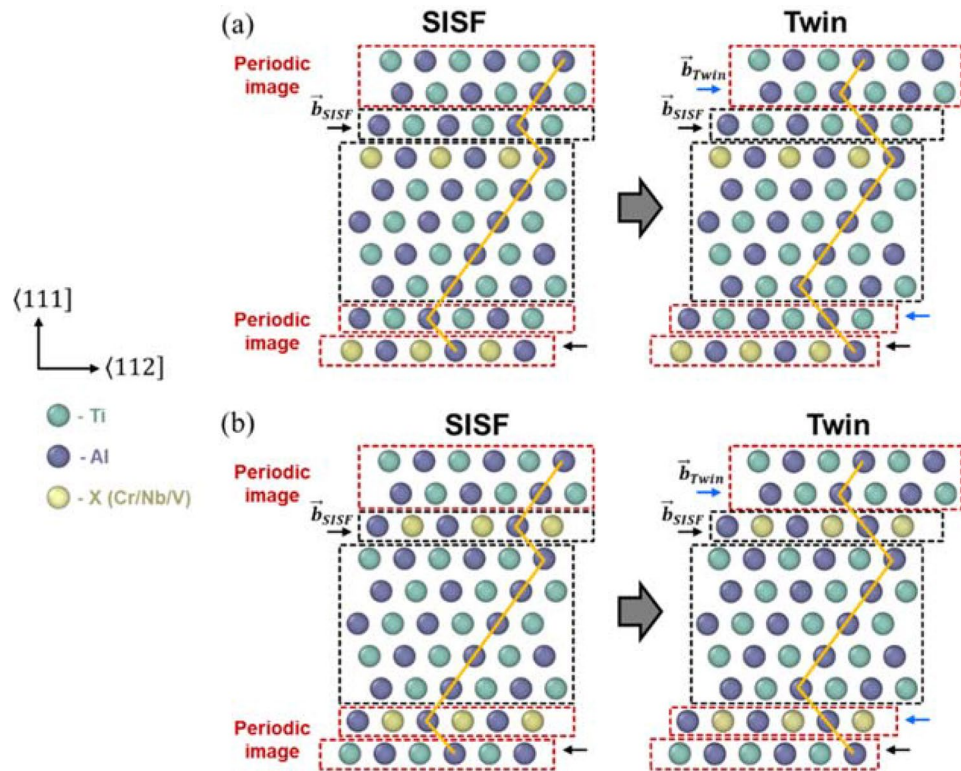 (a) SISF Twin
Periodic
image
b⃗SISF
b⃗Twin
b⃗SISF
Periodic
image
⟨111]
⟨112]
- Ti
- Al
- X (Cr/Nb/V)
(b) SISF Twin
Periodic
image
b⃗SISF
b⃗Twin
b⃗SISF
Periodic
image